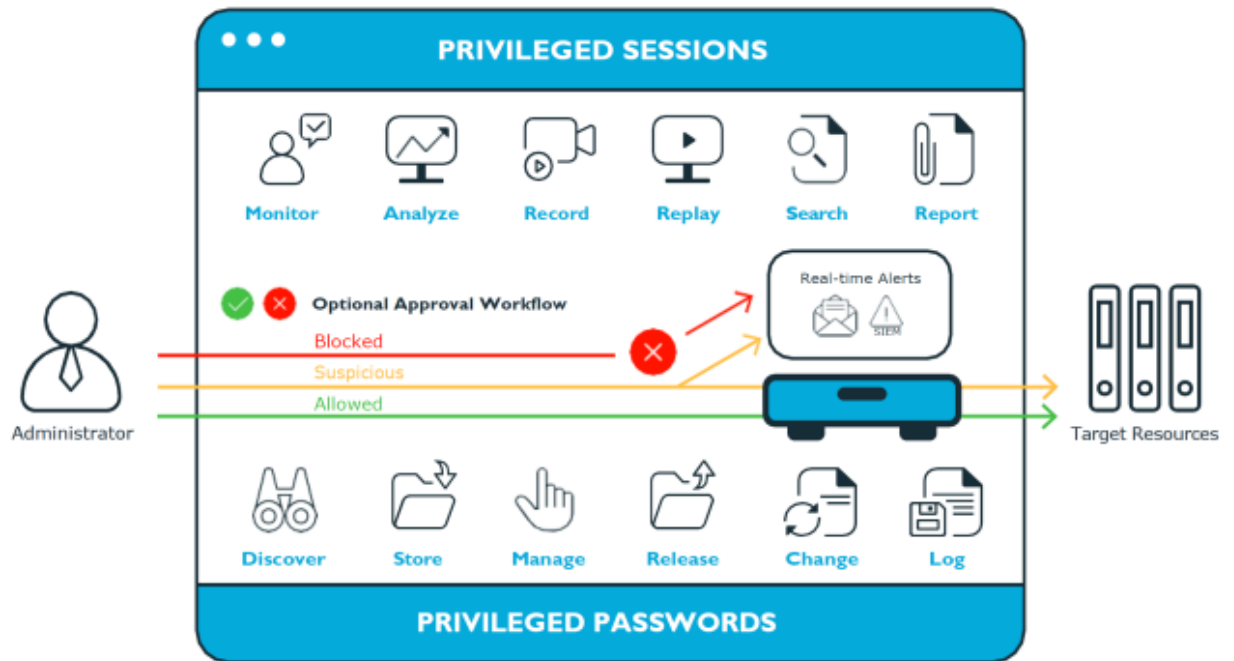 PRIVILEGED SESSIONS
Monitor
Analyze
Record
Replay
Search
Report
Real-time Alerts
SIEM
Optional Approval Workflow
Blocked
Suspicious
Allowed
Administrator
Target Resources
Discover
Store
Manage
Release
Change
Log
PRIVILEGED PASSWORDS